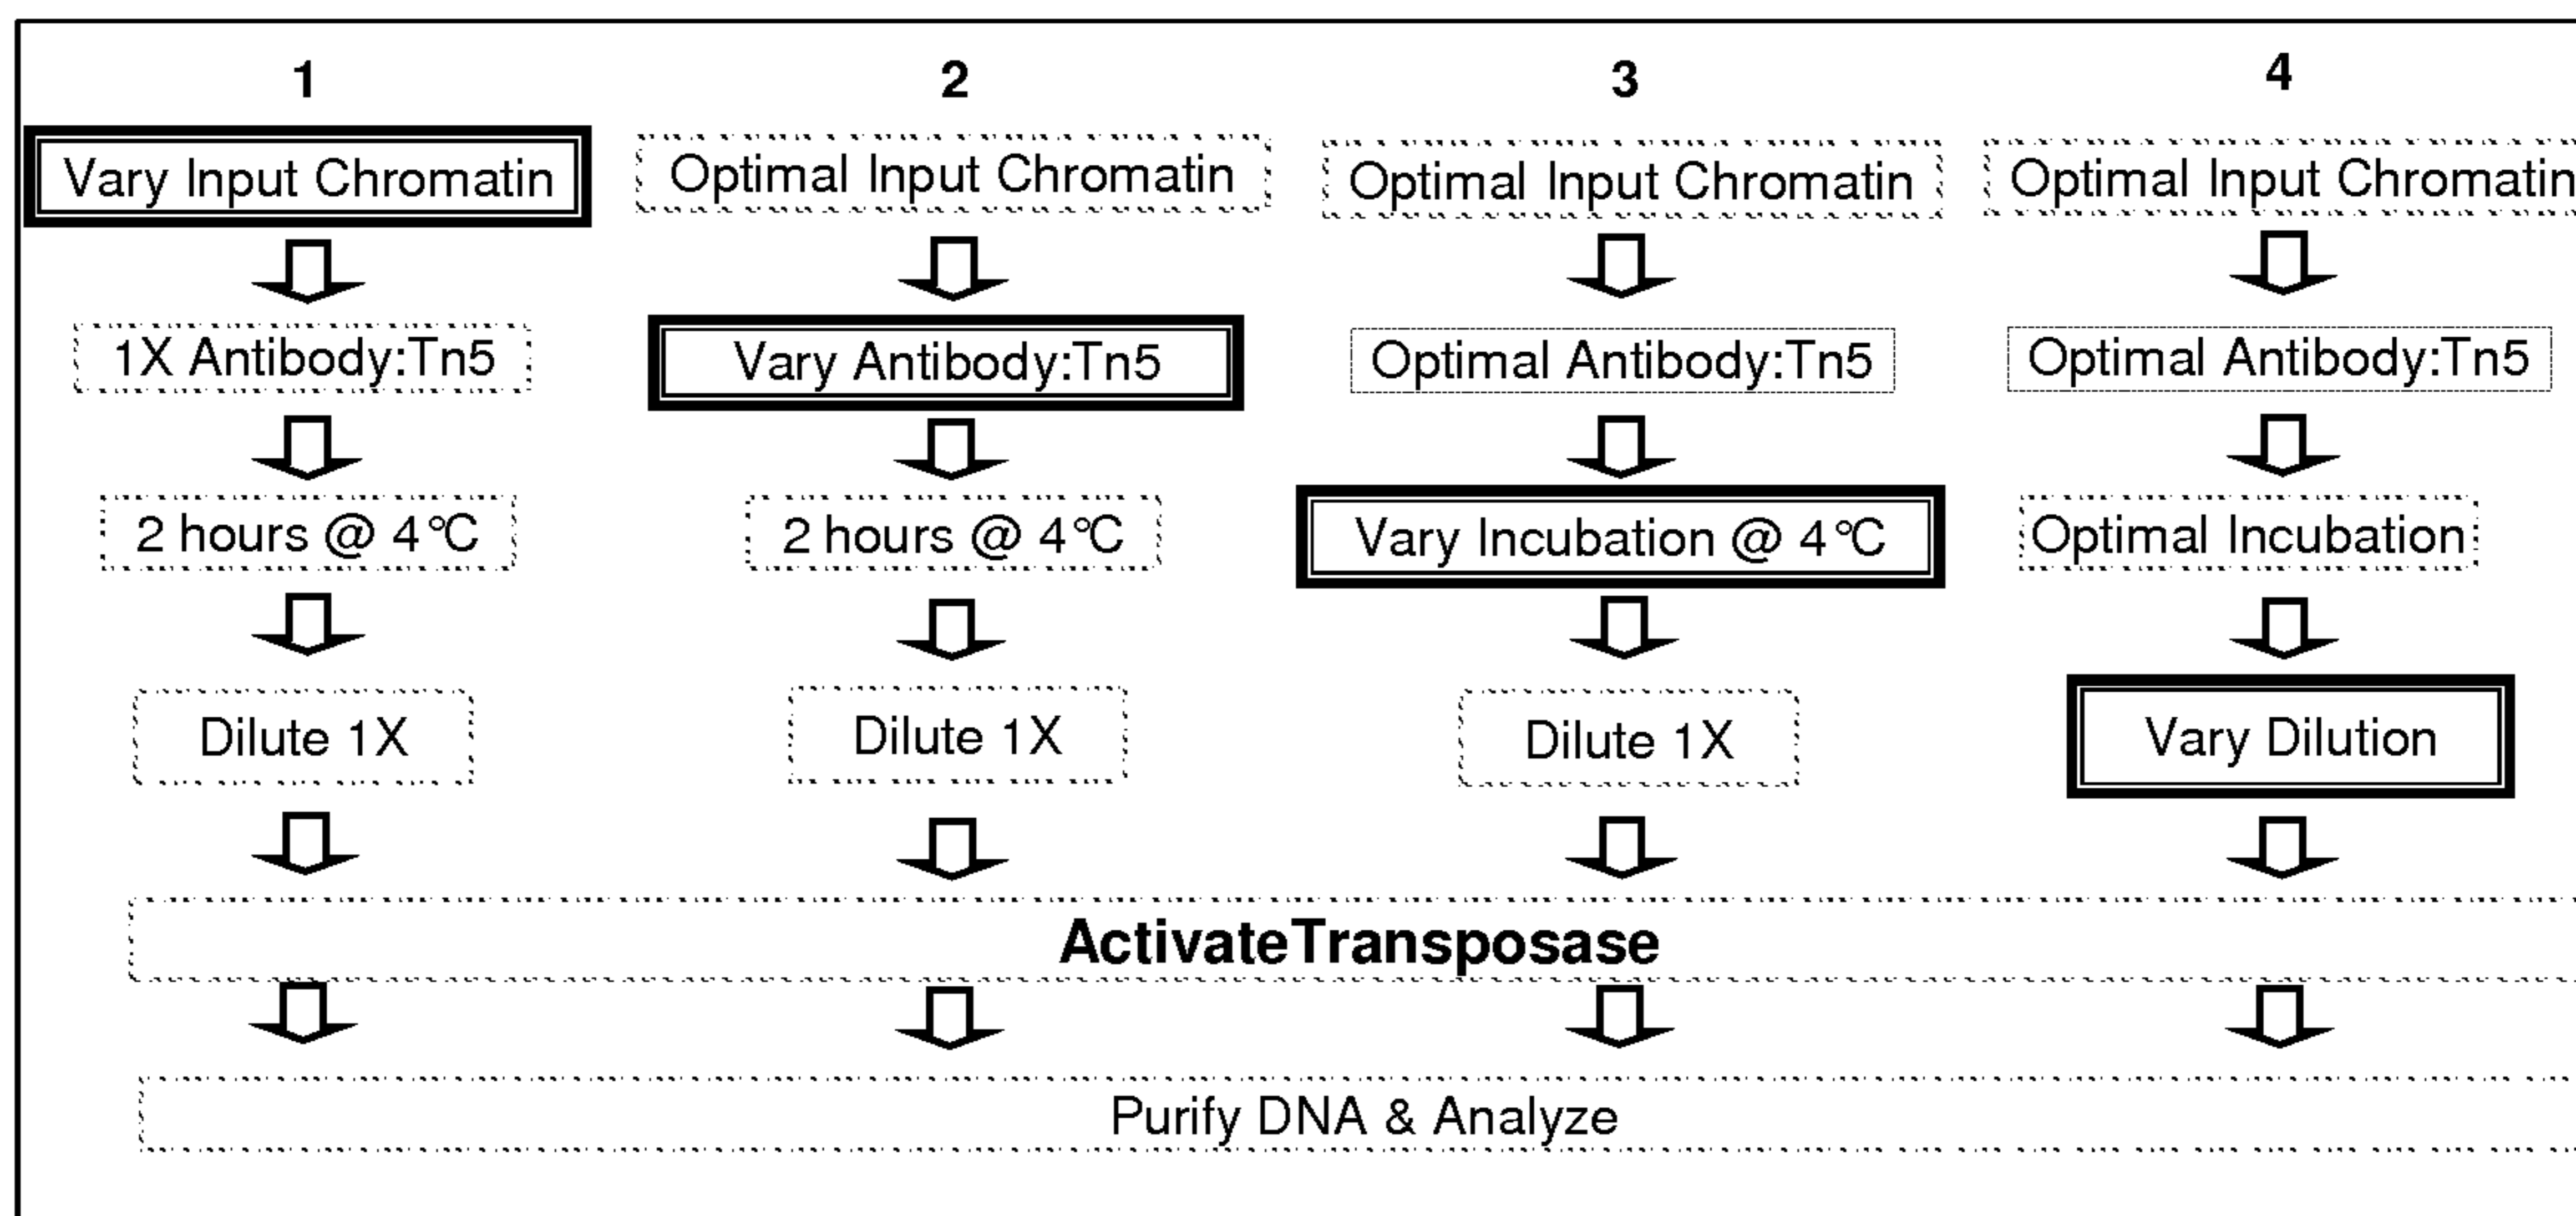 1
2
3
4
Vary Input Chromatin
Optimal Input Chromatin
Optimal Input Chromatin
Optimal Input Chromatin
1X Antibody:Tn5
Vary Antibody:Tn5
Optimal Antibody:Tn5
Optimal Antibody:Tn5
2 hours @ 4°C
2 hours @ 4°C
Vary Incubation @ 4°C
Optimal Incubation
Dilute 1X
Dilute 1X
Dilute 1X
Vary Dilution
ActivateTransposase
Purify DNA & Analyze